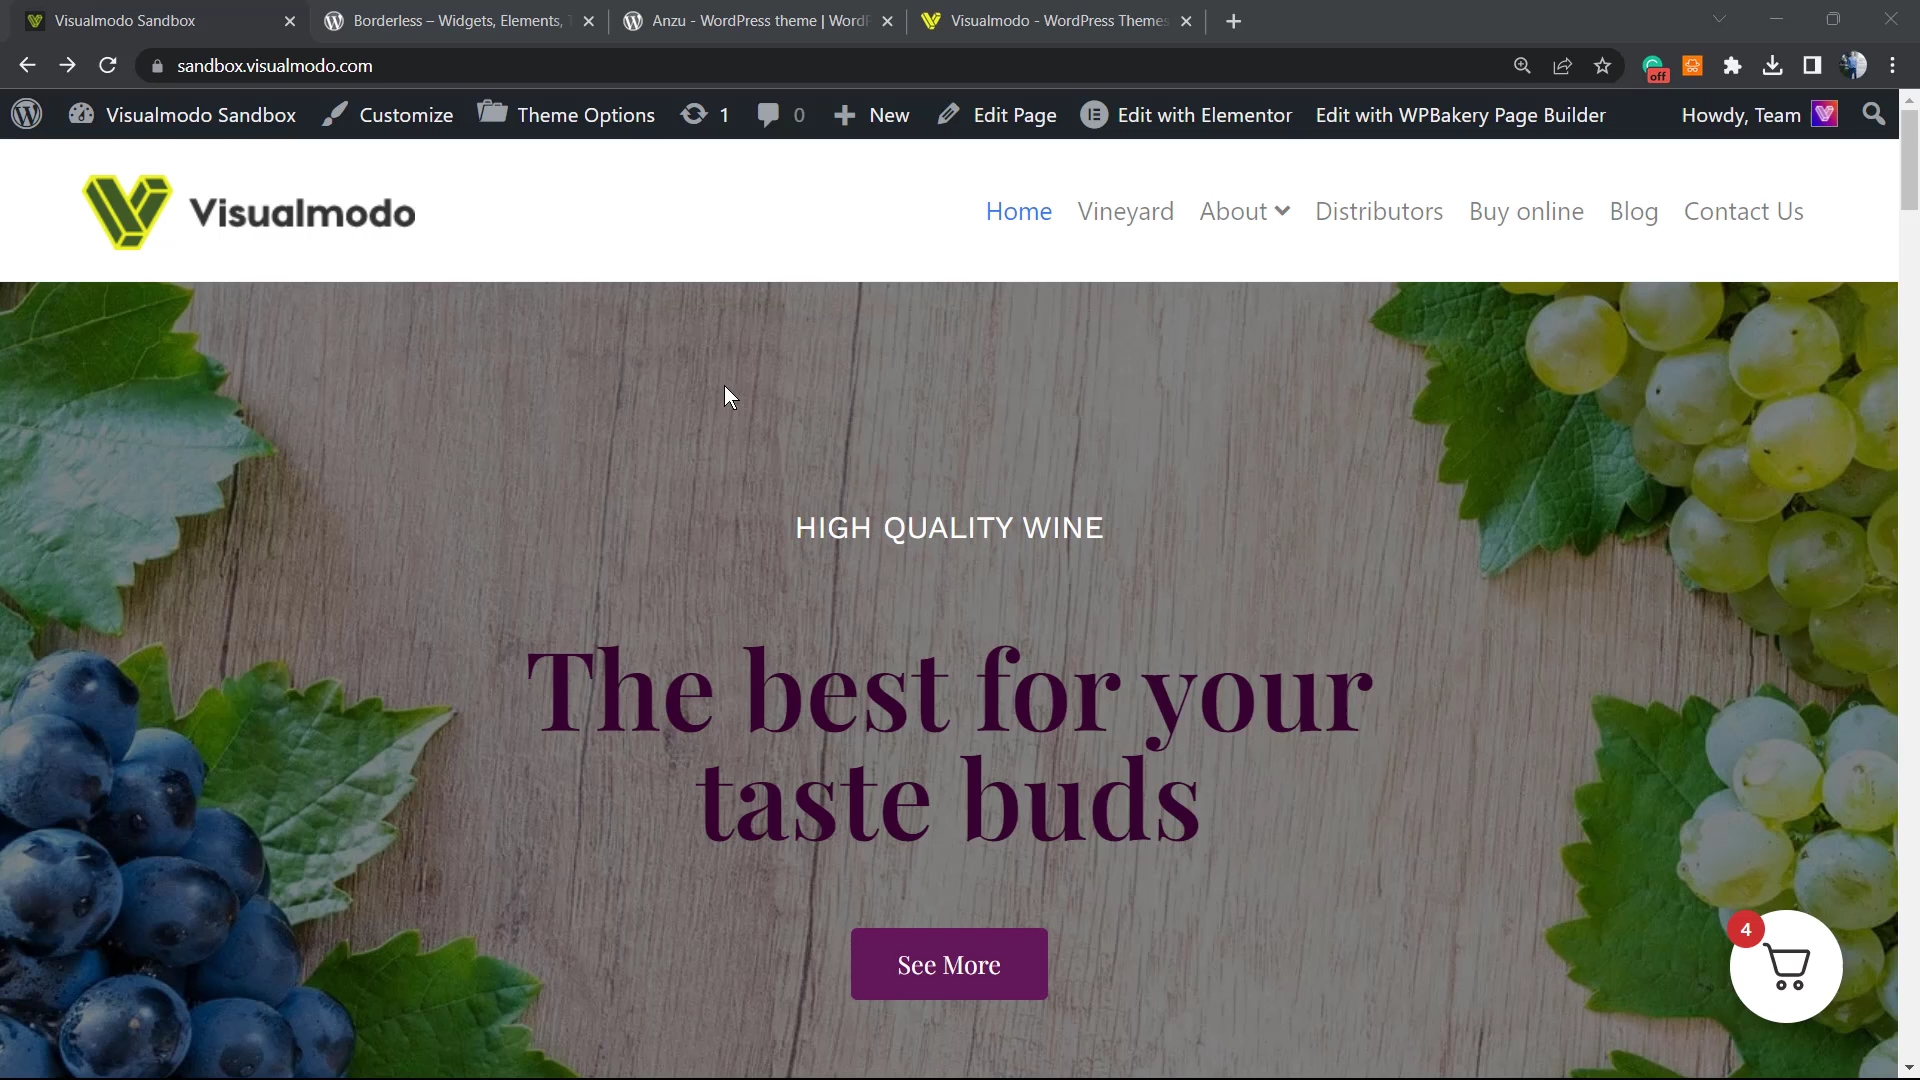 Visualmodo Sandbox
Borderless – Widgets, Elements,
Anzu - WordPress theme | Word
Visualmodo - WordPress Themes
sandbox.visualmodo.com
off
Visualmodo Sandbox Customize Theme Options 1 0 New Edit Page Edit with Elementor Edit with WPBakery Page Builder Howdy, Team
Visualmodo
Home Vineyard About Distributors Buy online Blog Contact Us
HIGH QUALITY WINE
The best for your
taste buds
See More
4